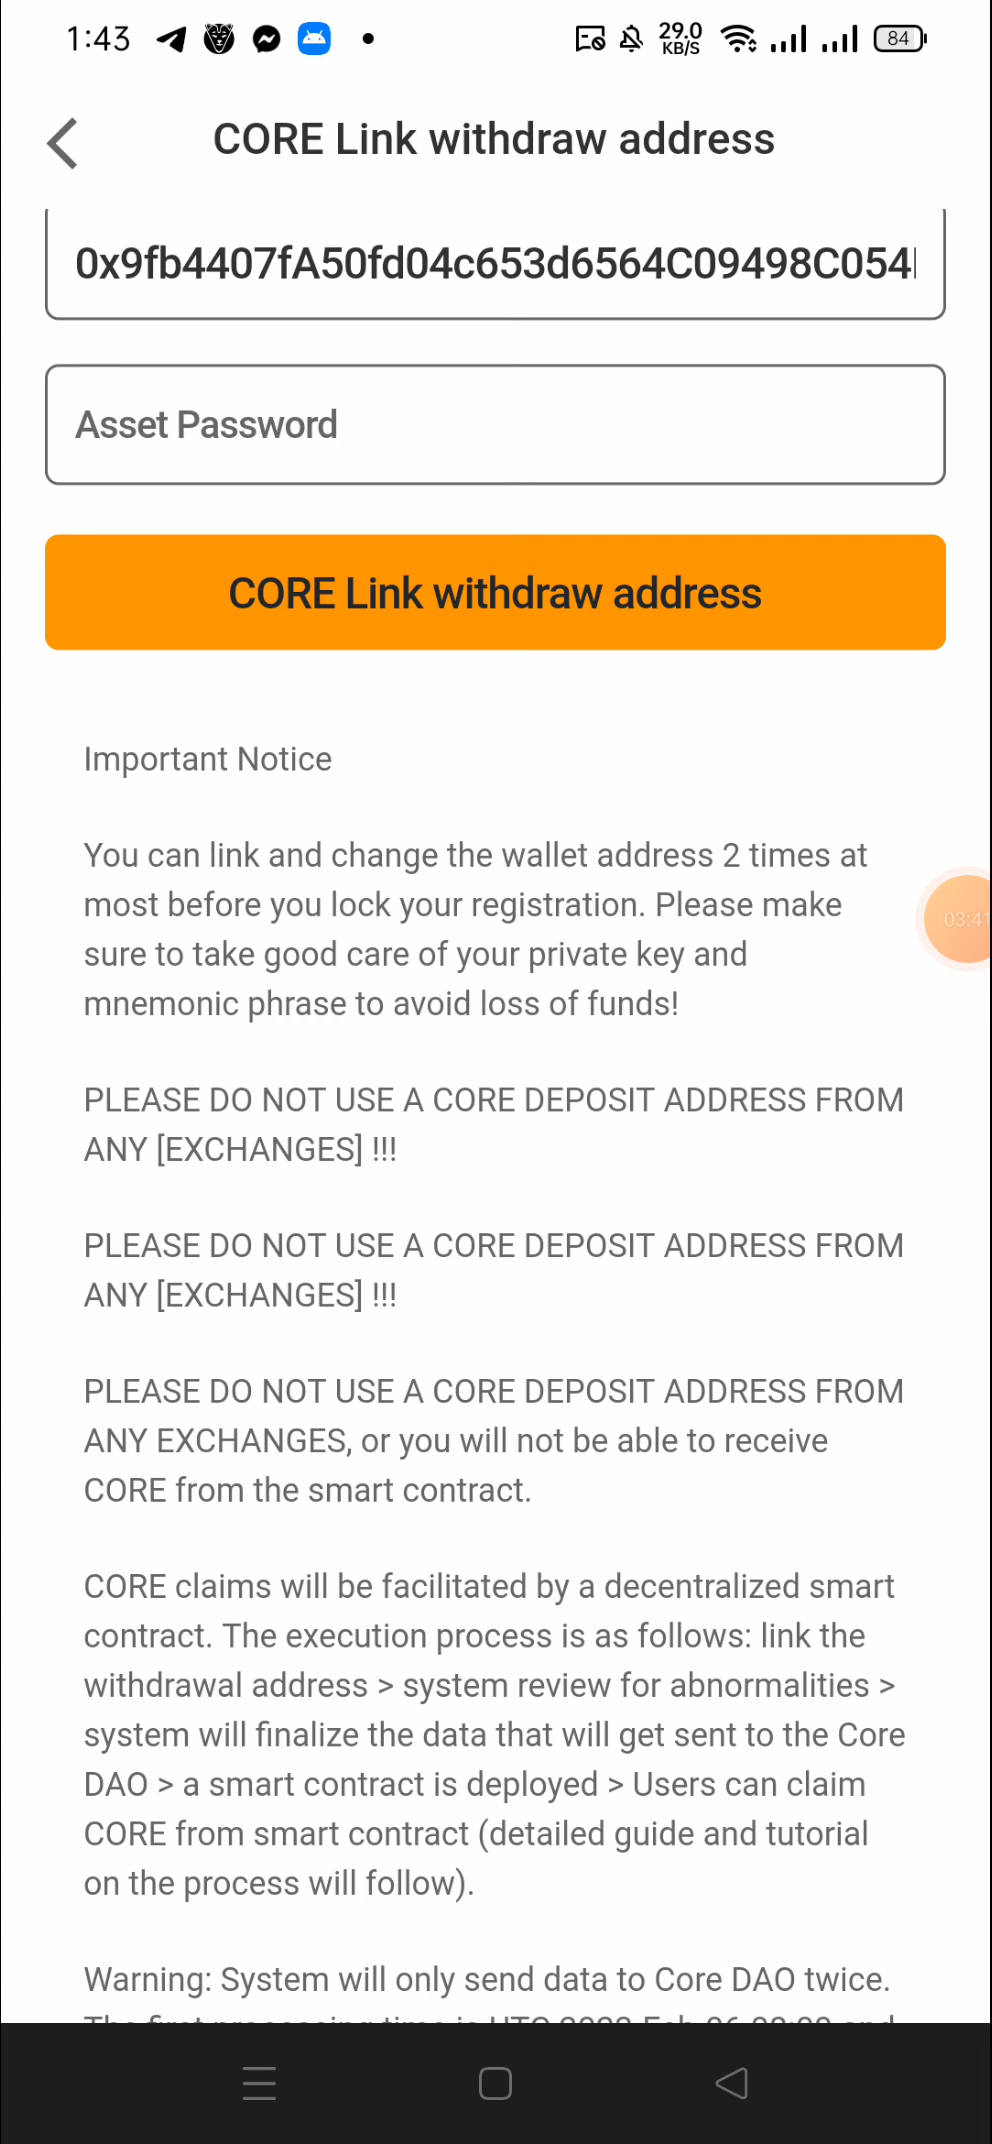 1:43 29.0 KB/S 84
CORE Link withdraw address
0x9fb4407fA50fd04c653d6564C09498C054
Asset Password
CORE Link withdraw address
Important Notice
You can link and change the wallet address 2 times at
most before you lock your registration. Please make
sure to take good care of your private key and
mnemonic phrase to avoid loss of funds!
03:41
PLEASE DO NOT USE A CORE DEPOSIT ADDRESS FROM
ANY [EXCHANGES] !!!
PLEASE DO NOT USE A CORE DEPOSIT ADDRESS FROM
ANY [EXCHANGES] !!!
PLEASE DO NOT USE A CORE DEPOSIT ADDRESS FROM
ANY EXCHANGES, or you will not be able to receive
CORE from the smart contract.
CORE claims will be facilitated by a decentralized smart
contract. The execution process is as follows: link the
withdrawal address > system review for abnormalities >
system will finalize the data that will get sent to the Core
DAO > a smart contract is deployed > Users can claim
CORE from smart contract (detailed guide and tutorial
on the process will follow).
Warning: System will only send data to Core DAO twice.
The first processing time is UTC